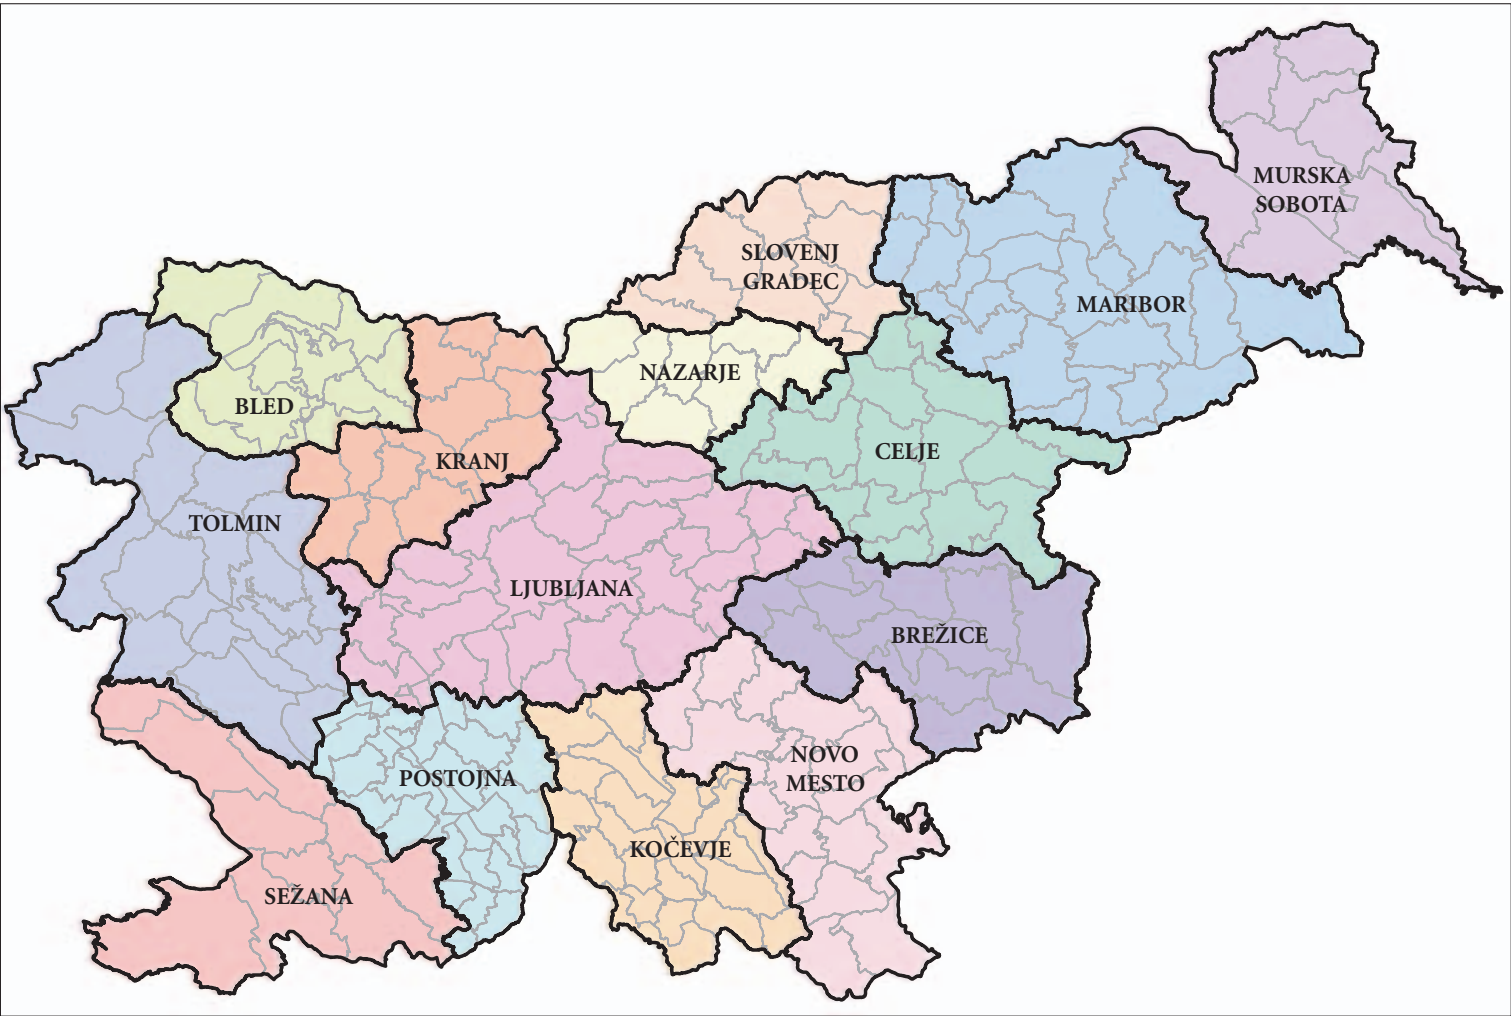 MURSKA
SOBOTA
SLOVENJ
GRADEC
MARIBOR
NAZARJE
BLED
CELJE
KRANJ
TOLMIN
LJUBLJANA
BREŽICE
NOVO
MESTO
POSTOJNA
KOČEVJE
SEŽANA